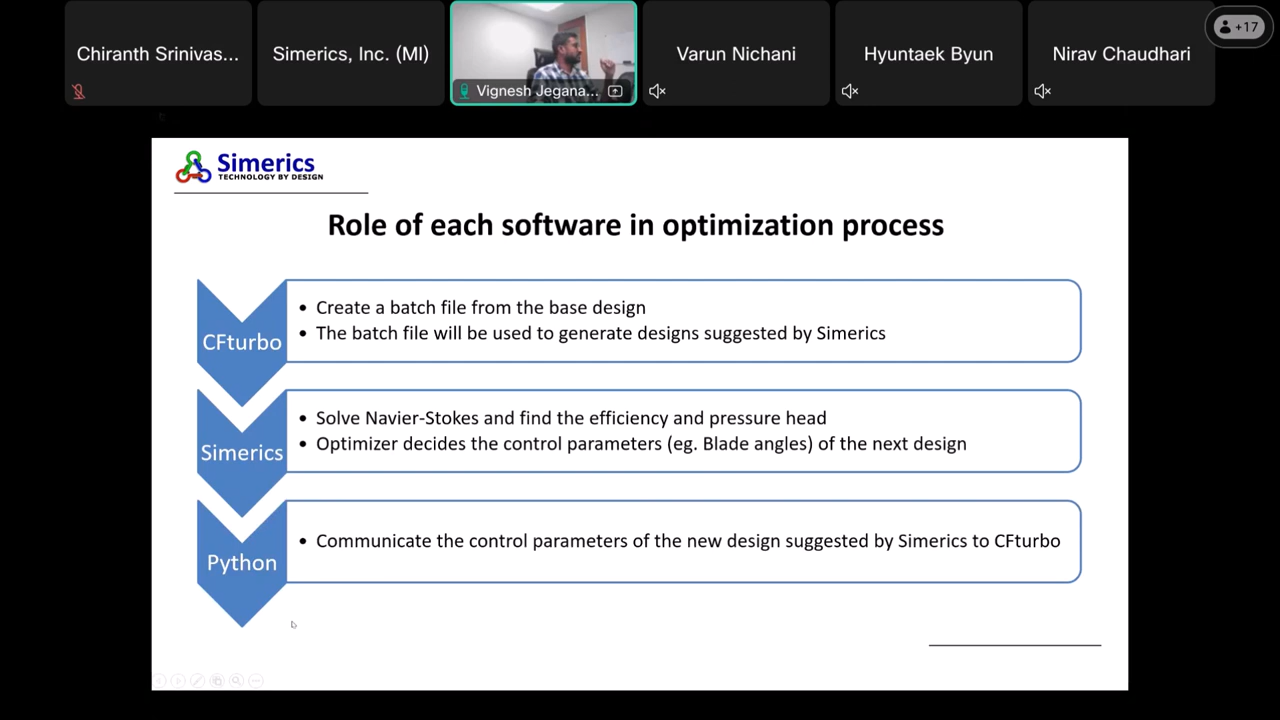 Chiranth Srinivas...
Simerics, Inc. (MI)
Vignesh Jegana...
Varun Nichani
Hyuntaek Byun
Nirav Chaudhari
+17
Simerics
TECHNOLOGY BY DESIGN
Role of each software in optimization process
CFturbo
• Create a batch file from the base design
• The batch file will be used to generate designs suggested by Simerics
Simerics
• Solve Navier-Stokes and find the efficiency and pressure head
• Optimizer decides the control parameters (eg. Blade angles) of the next design
Python
• Communicate the control parameters of the new design suggested by Simerics to CFturbo